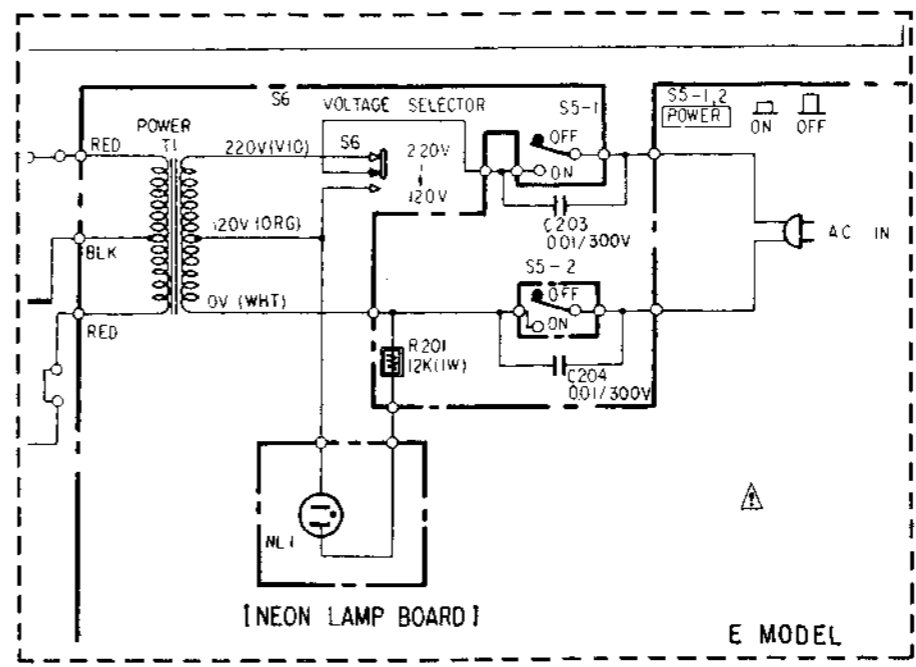 S6
VOLTAGE SELECTOR
S5-1
S5-1,2
POWER
ON
OFF
POWER
T1
RED
220V(VIO)
S6
220V
120V
OFF
ON
C203
0.01/300V
120V(ORG)
BLK
AC IN
S5-2
OFF
ON
0V (WHT)
RED
R201
12K(1W)
C204
0.01/300V
NL1
[NEON LAMP BOARD]
E MODEL